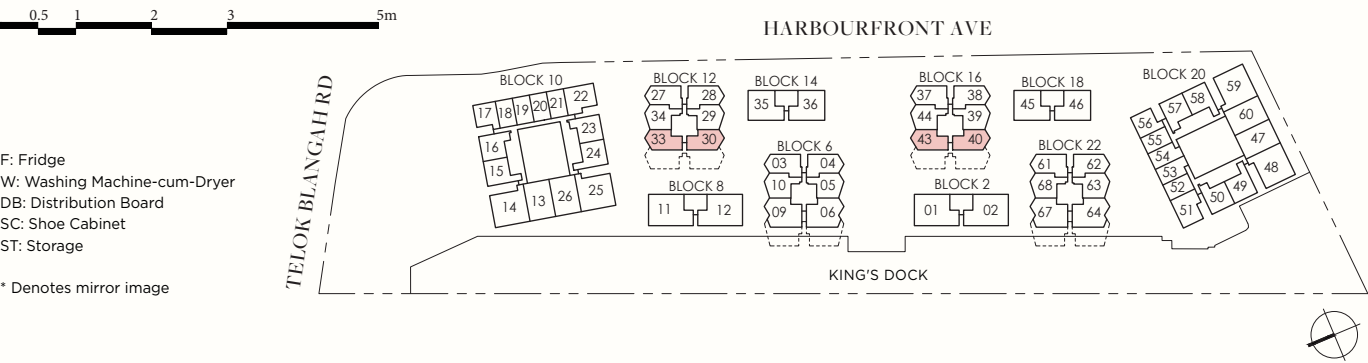 0.5 1 2 3 5m
HARBOURFRONT AVE
TELOK BLANGAH RD
F: Fridge
W: Washing Machine-cum-Dryer
DB: Distribution Board
SC: Shoe Cabinet
ST: Storage
* Denotes mirror image
BLOCK 10
17 18 19 20 21 22
16 23
15 24
14 13 26 25
BLOCK 12
27 28
34 29
33 30
BLOCK 14
35 36
BLOCK 6
03 04
10 05
09 06
BLOCK 8
11 12
BLOCK 16
37 38
44 39
43 40
BLOCK 18
45 46
BLOCK 2
01 02
BLOCK 22
61 62
68 63
67 64
BLOCK 20
59
58
57 60
56
55 47
54
53 48
52 49
51 50
KING'S DOCK